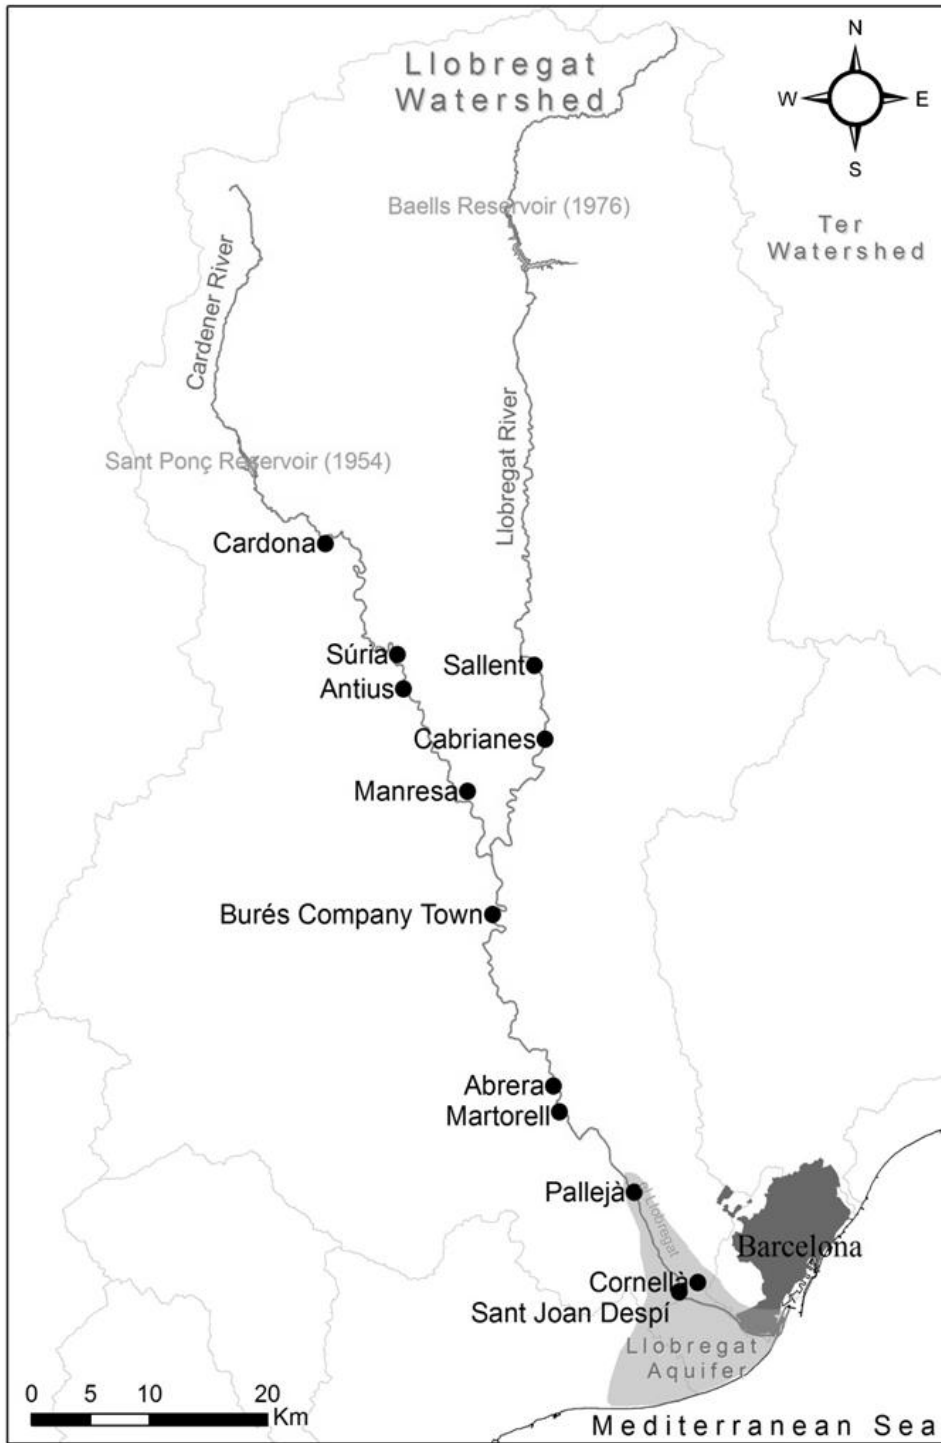 N
Llobregat
Watershed
W
E
S
Baells Reservoir (1976)
Ter
Watershed
Cardener River
Llobregat River
Sant Ponç Reservoir (1954)
Cardona
Súria
Sallent
Antius
Cabrianes
Manresa
Burés Company Town
Abrera
Martorell
Pallejà
el Llobregat
Barcelona
Cornellà
Sant Joan Despí
Llobregat
Aquifer
0 5 10 20
Km
Mediterranean Sea